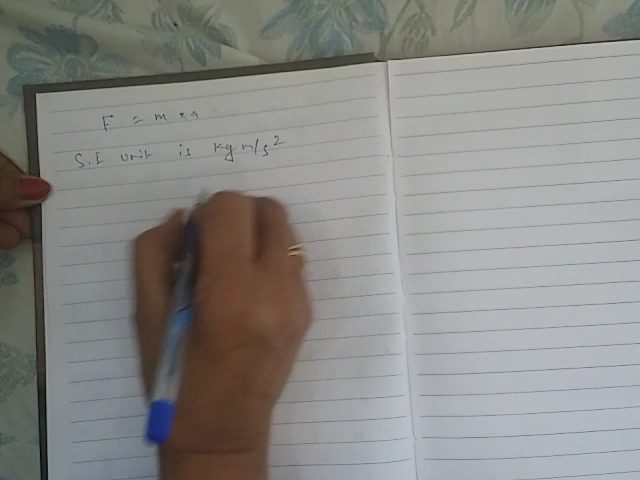 F = m x a
S.I unit is kg m/s²